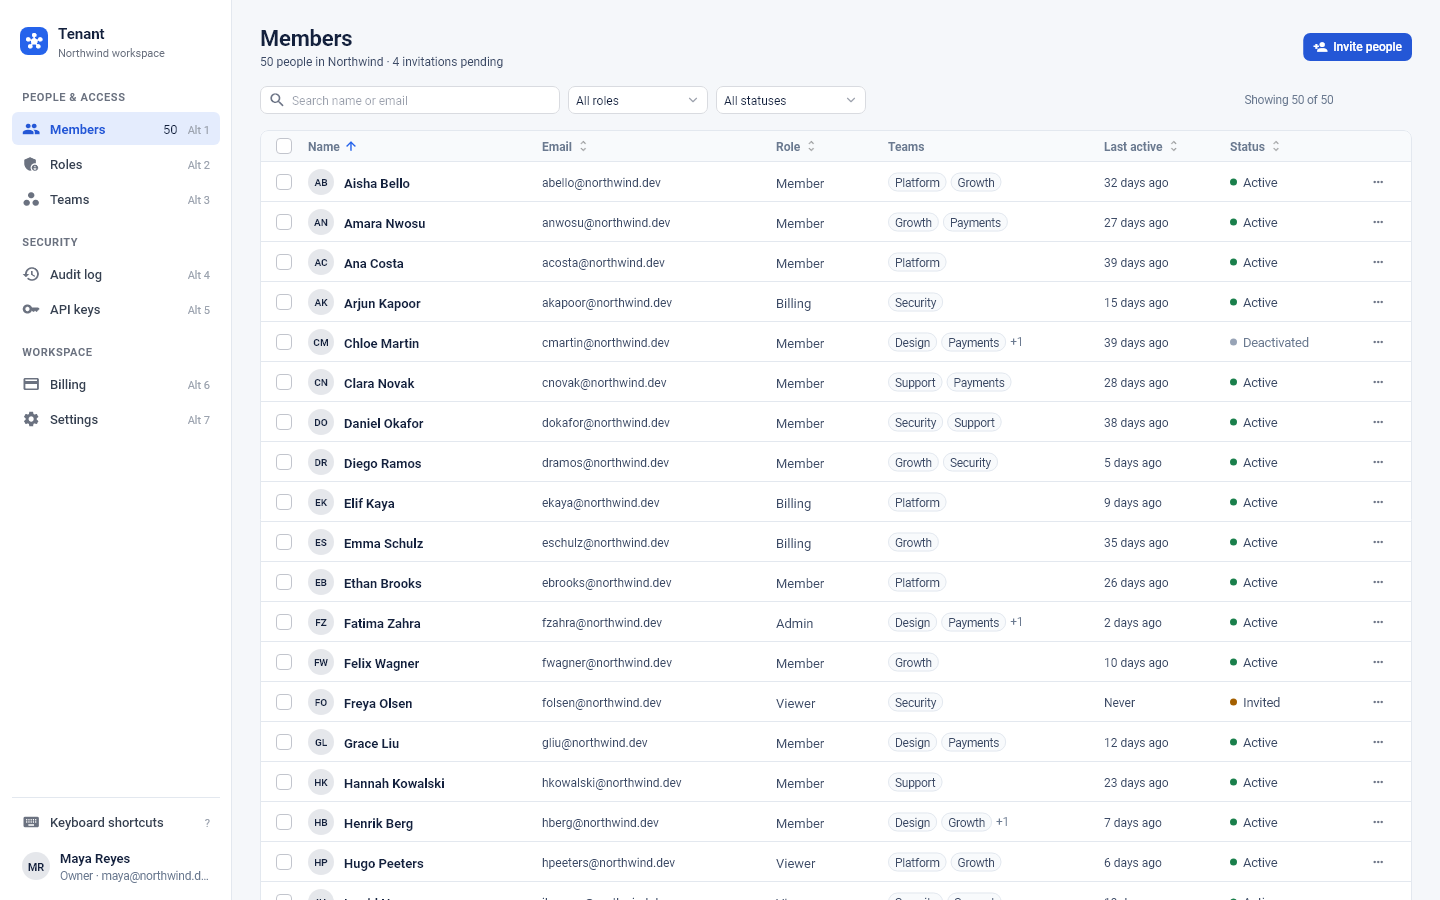 Tenant
Northwind workspace
PEOPLE & ACCESS
Members 50 Alt 1
Roles Alt 2
Teams Alt 3
SECURITY
Audit log Alt 4
API keys Alt 5
WORKSPACE
Billing Alt 6
Settings Alt 7
Keyboard shortcuts ?
MR Maya Reyes
Owner · maya@northwind.d...
Members
50 people in Northwind · 4 invitations pending
Invite people
Search name or email All roles All statuses Showing 50 of 50
Name Email Role Teams Last active Status
AB Aisha Bello abello@northwind.dev Member Platform Growth 32 days ago Active
AN Amara Nwosu anwosu@northwind.dev Member Growth Payments 27 days ago Active
AC Ana Costa acosta@northwind.dev Member Platform 39 days ago Active
AK Arjun Kapoor akapoor@northwind.dev Billing Security 15 days ago Active
CM Chloe Martin cmartin@northwind.dev Member Design Payments +1 39 days ago Deactivated
CN Clara Novak cnovak@northwind.dev Member Support Payments 28 days ago Active
DO Daniel Okafor dokafor@northwind.dev Member Security Support 38 days ago Active
DR Diego Ramos dramos@northwind.dev Member Growth Security 5 days ago Active
EK Elif Kaya ekaya@northwind.dev Billing Platform 9 days ago Active
ES Emma Schulz eschulz@northwind.dev Billing Growth 35 days ago Active
EB Ethan Brooks ebrooks@northwind.dev Member Platform 26 days ago Active
FZ Fatima Zahra fzahra@northwind.dev Admin Design Payments +1 2 days ago Active
FW Felix Wagner fwagner@northwind.dev Member Growth 10 days ago Active
FO Freya Olsen folsen@northwind.dev Viewer Security Never Invited
GL Grace Liu gliu@northwind.dev Member Design Payments 12 days ago Active
HK Hannah Kowalski hkowalski@northwind.dev Member Support 23 days ago Active
HB Henrik Berg hberg@northwind.dev Member Design Growth +1 7 days ago Active
HP Hugo Peeters hpeeters@northwind.dev Viewer Platform Growth 6 days ago Active